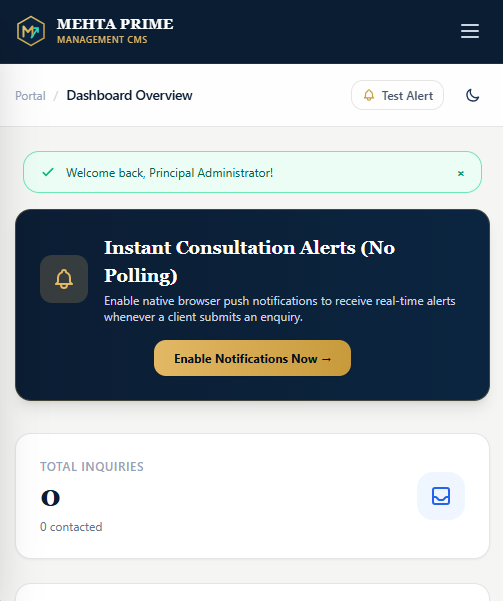 MEHTA PRIME
MANAGEMENT CMS
Portal / Dashboard Overview
Test Alert
Welcome back, Principal Administrator!
×
Instant Consultation Alerts (No
Polling)
Enable native browser push notifications to receive real-time alerts
whenever a client submits an enquiry.
Enable Notifications Now →
TOTAL INQUIRIES
0
0 contacted